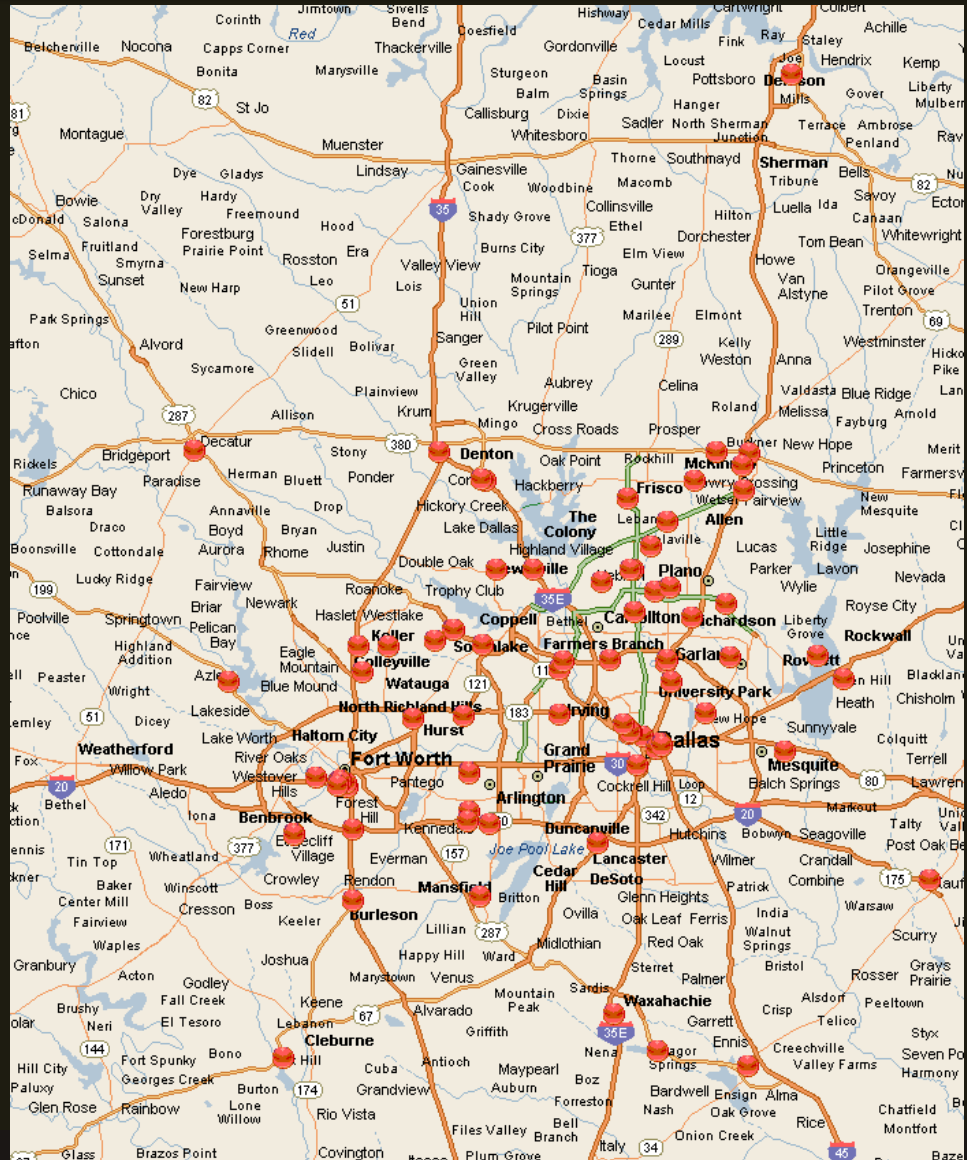 Corinth
Jimtown
Sivells
Bend
Coesfield
Highway
Cartwright
Colbert
Achille
Red
Cedar Mills
Ray
Staley
Belcherville
Nocona
Capps Corner
Thackerville
Gordonville
Fink
Joe
Hendrix
Kemp
Locust
Bonita
Marysville
Sturgeon
Basin
Springs
Pottsboro
Liberty
Balm
Gover
82
St Jo
Callisburg
Dixie
Hanger
Mills
81
Montague
Whitesboro
Sadler
North Sherman
Junction
Terrace
Ambrose
Penland
Muenster
Lindsay
Gainesville
Thorne
Southmayd
Sherman
Dye
Gladys
Cook
Woodbine
Macomb
Tribune
Bells
82
Bowie
Dry
Valley
Hardy
Freemound
35
Shady Grove
Collinsville
Luella
Ida
Savoy
Canaan
Salona
Hood
377
Ethel
Hilton
Fruitland
Forestburg
Prairie Point
Era
Burns City
Dorchester
Tom Bean
Whitewright
Selma
Smyrna
Rosston
Valley View
Elm View
Howe
Sunset
New Harp
Leo
Lois
Mountain
Springs
Tioga
Gunter
Van
Alstyne
Orangeville
Pilot Grove
51
Union
Hill
Marilee
Elmont
Trenton
69
Park Springs
Greenwood
Sanger
Pilot Point
289
Kelly
Weston
Westminster
Alvord
Slidell
Bolivar
Green
Valley
Anna
Sycamore
Chico
Plainview
Aubrey
Celina
Valdasta
Blue Ridge
287
Allison
Krum
Krugerville
Roland
Melissa
Arnold
Fayburg
Mingo
Cross Roads
Prosper
Decatur
380
New Hope
Bridgeport
Stony
Denton
Oak Point
Rockhill
Merit
Rickels
Paradise
Herman
Bluett
Ponder
Hackberry
Frisco
Princeton
Runaway Bay
Balsora
Annaville
Drop
Hickory Creek
Fairview
New
Mesquite
Draco
Boyd
Bryan
Lake Dallas
The
Colony
Allen
Little
Ridge
Cottondale
Aurora
Rhome
Justin
Highland Village
Lucas
Josephine
Lucky Ridge
Double Oak
Plano
Parker
Lavon
199
Fairview
Roanoke
Trophy Club
Wylie
Nevada
Poolville
Springtown
Briar
Newark
35E
Royse City
Pelican
Bay
Haslet
Westlake
Coppell
Bethel
Liberty
Grove
Rockwall
Highland
Addition
Eagle
Mountain
Keller
Farmers Branch
Peaster
Colleyville
Blue Mound
Watauga
121
Heath
Chisholm
Wright
Lakeside
North Richland Hills
183
Irving
University Park
51
Dicey
Haltom City
Hurst
Sunnyvale
Colquitt
Weatherford
Lake Worth
Dallas
Fox
Willow Park
River Oaks
Fort Worth
Grand
Prairie
Mesquite
Terrell
20
Westover
Hills
Pantego
30
Balch Springs
80
Bethel
Aledo
Arlington
Cockrell Hill
Loop
12
Iona
Forest
Hill
Markout
Benbrook
342
20
171
377
Duncanville
Hutchins
Bobwyn
Seagoville
Talty
Wheatland
Village
157
Joe Pool Lake
Post Oak
Tin Top
Everman
Lancaster
Wilmer
Crandall
Baker
Crowley
Rendon
Cedar
Hill
DeSoto
Combine
175
Center Mill
Winscott
Mansfield
Britton
Patrick
Fairview
Cresson
Boss
Burleson
Glenn Heights
Warsaw
Waples
Keeler
Ovilla
Oak Leaf
Ferris
India
Lillian
287
Walnut
Springs
Scurry
Granbury
Joshua
Happy Hill
Ward
Midlothian
Red Oak
Acton
Marystown
Venus
Sterret
Bristol
Grays
Prairie
Godley
Sardis
Palmer
Rosser
Fall Creek
Keene
Mountain
Peak
Waxahachie
Alsdorf
Peeltown
Brushy
El Tesoro
67
Alvarado
Crisp
Neri
Lebanon
Griffith
35E
Garrett
Telico
144
Cleburne
Ennis
Styx
Hill City
Fort Spunky
Bono
Nena
Creechville
Seven
Paluxy
Georges Creek
Cuba
Antioch
Maypearl
Springs
Valley Farms
Harmony
Burton
174
Grandview
Auburn
Boz
Bardwell
Ensign
Alma
Glen Rose
Rainbow
Lone
Willow
Rio Vista
Forreston
Nash
Oak Grove
Chatfield
Files Valley
Bell
Branch
Onion Creek
Rice
Montfort
Glass
Brazos Point
Covington
Plum Grove
Italy
34
45